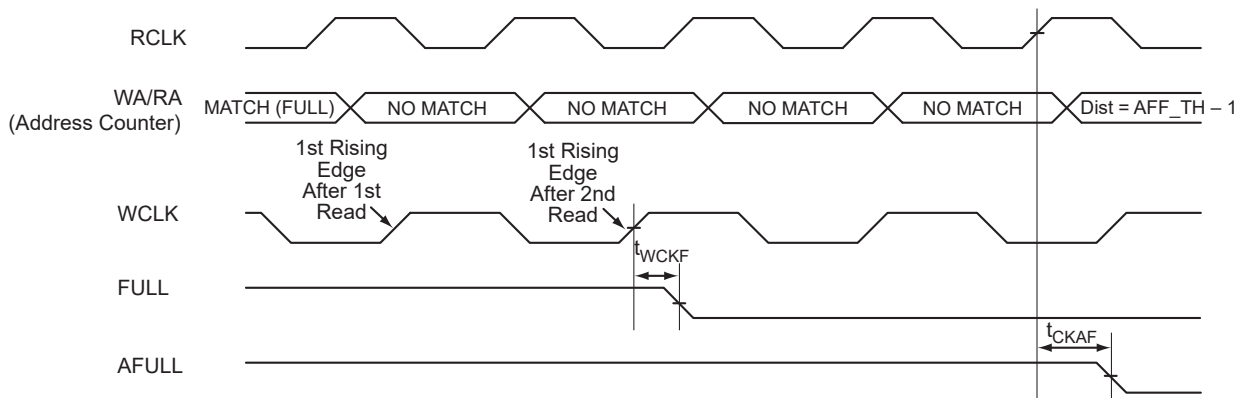 RCLK
WA/RA
(Address Counter)
MATCH (FULL)
NO MATCH
NO MATCH
NO MATCH
NO MATCH
Dist = AFF_TH – 1
1st Rising
Edge
After 1st
Read
1st Rising
Edge
After 2nd
Read
WCLK
tWCKF
FULL
tCKAF
AFULL